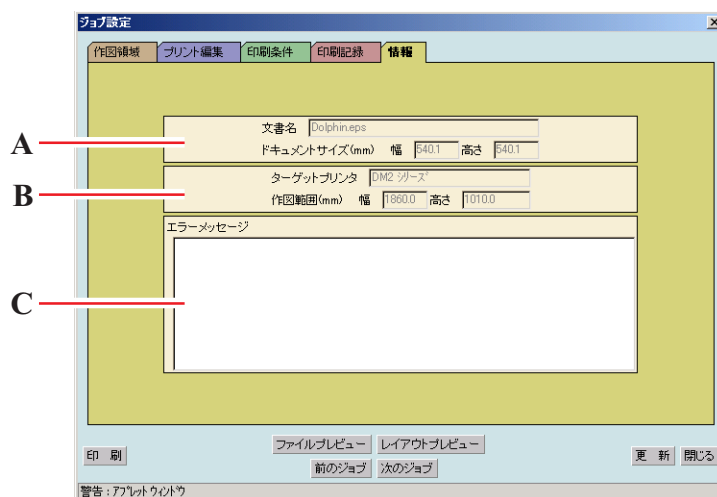 ジョブ設定
作図領域 プリント編集 印刷条件 印刷記録 情報
A
文書名 Dolphin.eps
ドキュメントサイズ(mm) 幅 540.1 高さ 540.1
B
ターゲットプリンタ DM2 シリーズ
作図範囲(mm) 幅 1860.0 高さ 1010.0
エラーメッセージ
C
ファイルプレビュー レイアウトプレビュー
印 刷 更 新 閉じる
前のジョブ 次のジョブ
警告 : アプレット ウィンドウ